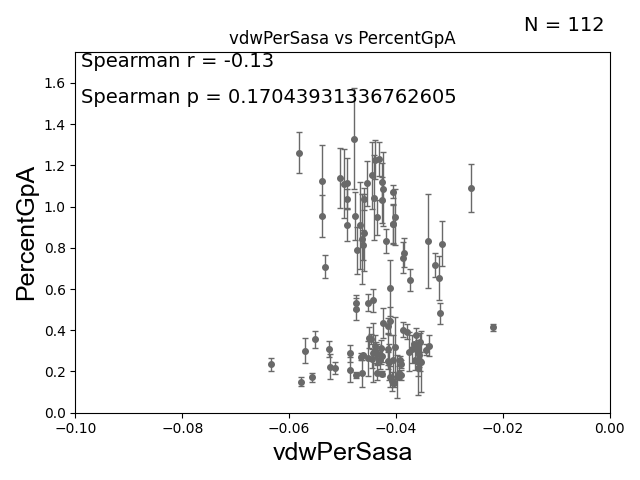 N = 112
vdwPerSasa vs PercentGpA
Spearman r = -0.13
Spearman p = 0.17043931336762605
PercentGpA
1.6
1.4
1.2
1.0
0.8
0.6
0.4
0.2
0.0
−0.10
−0.08
−0.06
−0.04
−0.02
0.00
vdwPerSasa